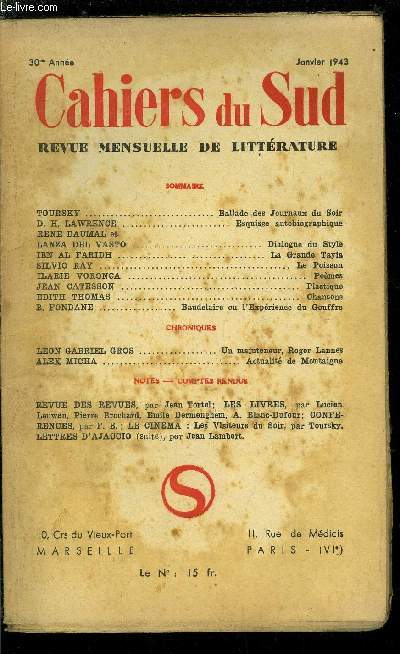 Le-livre.com
30me Année Janvier 1943
Cahiers du Sud
REVUE MENSUELLE DE LITTÉRATURE
SOMMAIRE
TOURSKY .......... Ballade des Journaux du Soir
D. H. LAWRENCE .......... Esquisse autobiographique
RENE DAUMAL et
LANZA DEL VASTO .......... Dialogue du Style
IBN AL FARIDH .......... La Grande Tayia
SILVIO RAY .......... Le Poisson
ILARIE VORONCA .......... Poèmes
JEAN CATESSON .......... Plastique
EDITH THOMAS .......... Chansons
B. FONDANE .......... Baudelaire ou l'Expérience du Gouffre
CHRONIQUES
LEON GABRIEL GROS .......... Un mainteneur, Roger Lannes
ALEX MICHA .......... Actualité de Montaigne
NOTES — COMPTES RENDUS
REVUE DES REVUES, par Jean Tortel; LES LIVRES, par Lucien
Lauwen, Pierre Brochard, Emile Dermenghem, A. Blanc-Dufour; CONFE-
RENCES, par F. B.; LE CINEMA : Les Visiteurs du Soir, par Toursky.
LETTRES D'AJACCIO (Suite), par Jean Lambert.
S
10, Crs du Vieux-Port 11, Rue de Médicis
MARSEILLE PARIS - (VIe)
Le No : 15 fr.